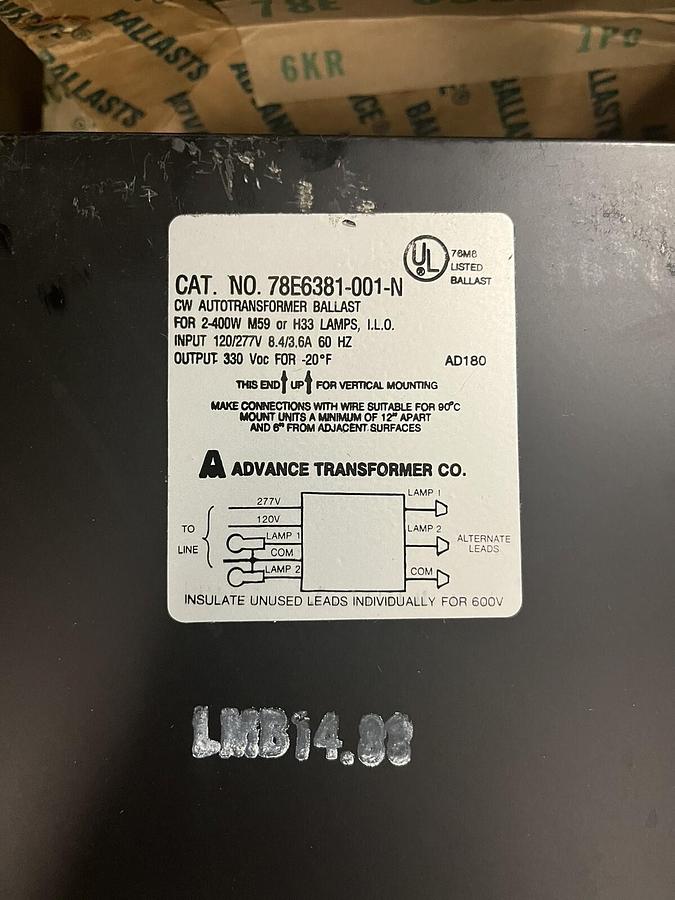 78E
6KR
BALLASTS
BALLASTS
BALLAS
UL
®
78M8
LISTED
BALLAST
CAT. NO. 78E6381-001-N
CW AUTOTRANSFORMER BALLAST
FOR 2-400W M59 or H33 LAMPS, I.L.O.
INPUT 120/277V 8.4/3.6A 60 HZ
OUTPUT 330 Voc FOR -20°F
AD180
THIS END UP FOR VERTICAL MOUNTING
MAKE CONNECTIONS WITH WIRE SUITABLE FOR 90°C
MOUNT UNITS A MINIMUM OF 12" APART
AND 6" FROM ADJACENT SURFACES
A ADVANCE TRANSFORMER CO.
TO
LINE
277V
120V
LAMP 1
COM
LAMP 2
LAMP 1
LAMP 2
COM
ALTERNATE
LEADS
INSULATE UNUSED LEADS INDIVIDUALLY FOR 600V